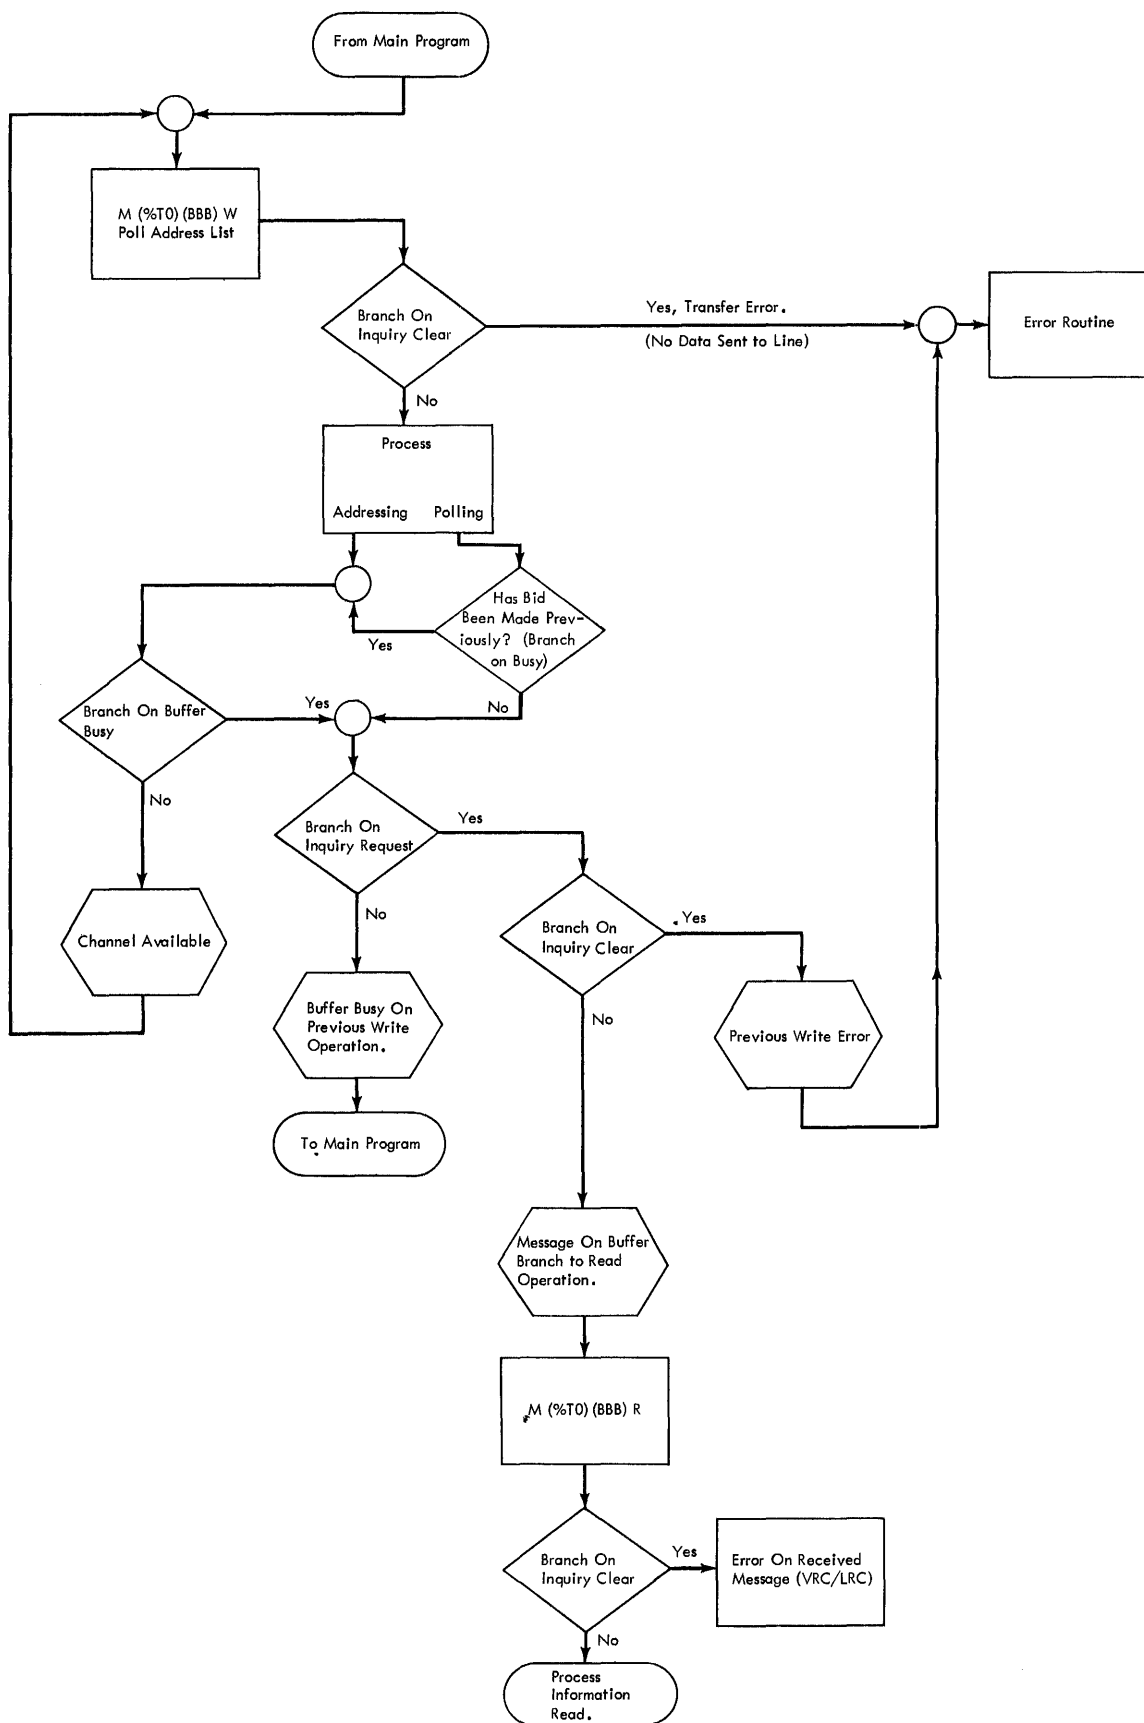 From Main Program
M (%T0) (BBB) W
Poll Address List
Branch On
Inquiry Clear
Yes, Transfer Error.
(No Data Sent to Line)
Error Routine
No
Process
Addressing Polling
Has Bid
Been Made Prev-
iously? (Branch
on Busy)
Yes
No
Branch On Buffer
Busy
Yes
No
Branch On
Inquiry Request
Yes
No
Channel Available
Branch On
Inquiry Clear
Yes
No
Buffer Busy On
Previous Write
Operation.
Previous Write Error
To Main Program
Message On Buffer
Branch to Read
Operation.
M (%T0) (BBB) R
Branch On
Inquiry Clear
Yes
Error On Received
Message (VRC/LRC)
No
Process
Information
Read.